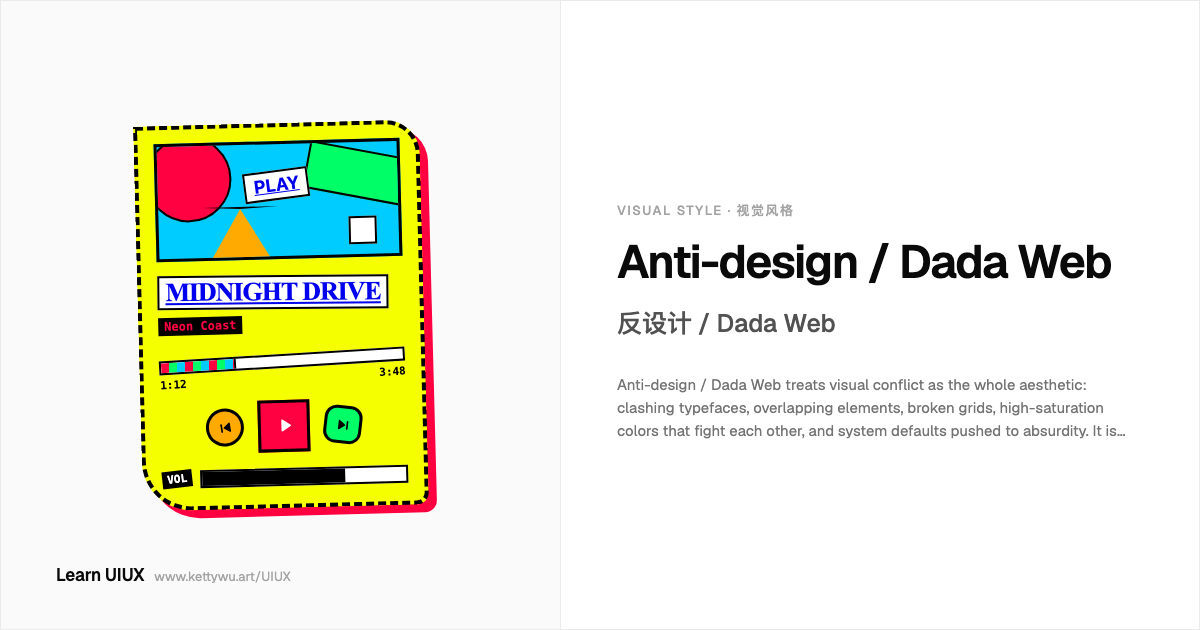 PLAY
MIDNIGHT DRIVE
Neon Coast
1:12
3:48
VOL
Learn UIUX www.kettywu.art/UIUX
VISUAL STYLE · 视觉风格
Anti-design / Dada Web
反设计 / Dada Web
Anti-design / Dada Web treats visual conflict as the whole aesthetic:
clashing typefaces, overlapping elements, broken grids, high-saturation
colors that fight each other, and system defaults pushed to absurdity. It is…